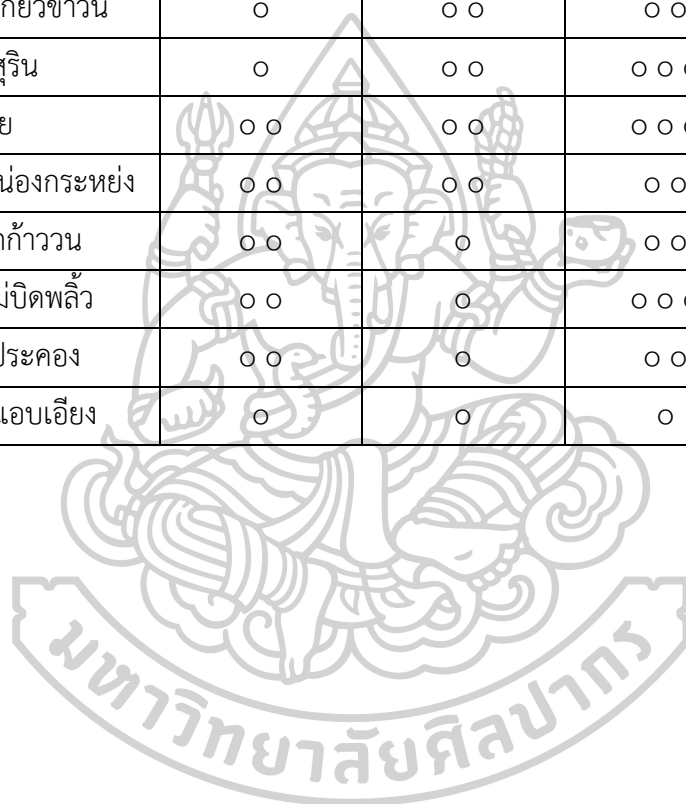 กี่ยวข้าวน o o o o o
สุริน o o o o o
ย o o o o o o
น่องกระหย่ง o o o o o o
ก้าววน o o o o o
บิดพลิ้ว o o o o o
ประคอง o o o o o
แอบเอียง o o o
มหาวิทยาลัยศิลปากร